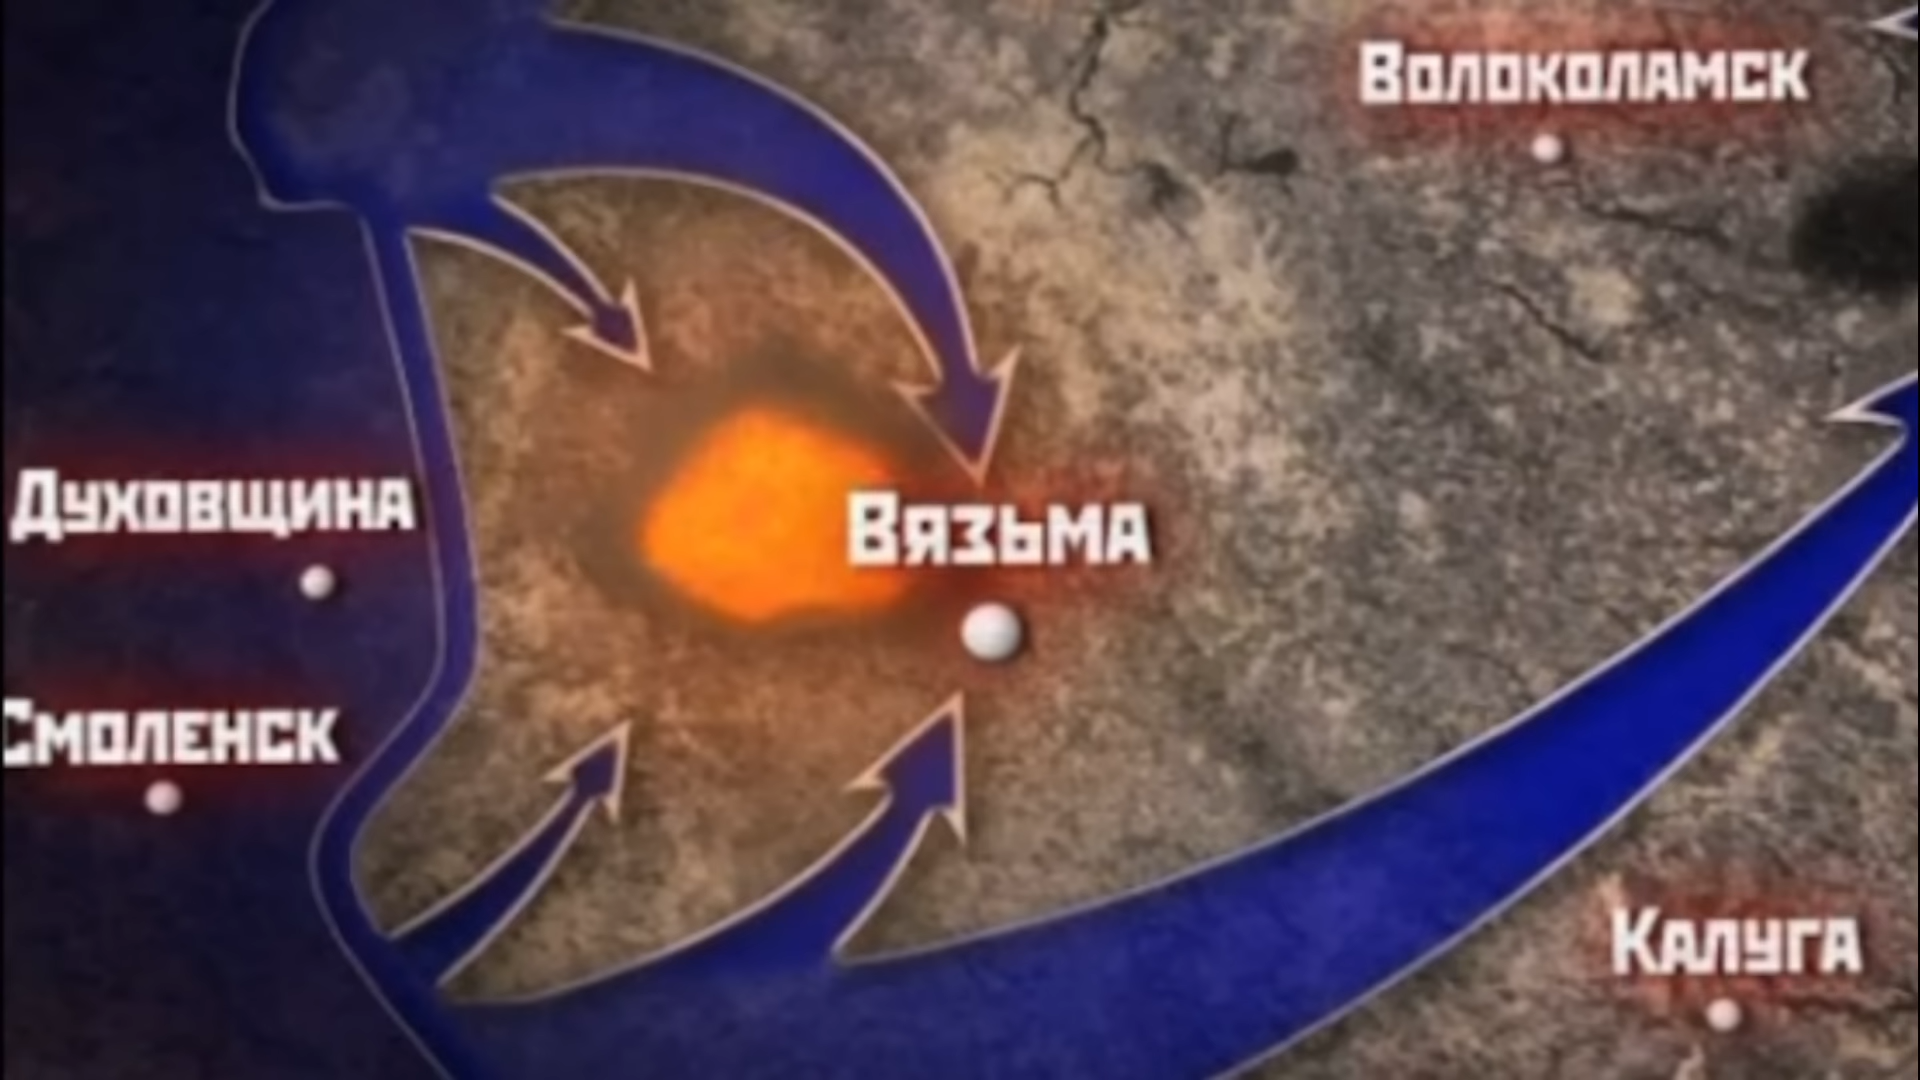 Волоколамск
Духовщина
Вязьма
Смоленск
Калуга